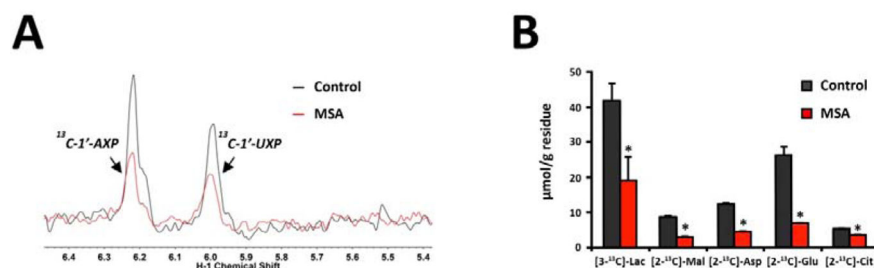 A
Control
MSA
¹³C-1'-AXP
¹³C-1'-UXP
6.4 6.3 6.2 6.1 6.0 5.9 5.8 5.7 5.6 5.5 5.4
H-1 Chemical Shift
B
Control
MSA
µmol/g residue
50
40
30
20
10
0
*
*
*
*
*
[3-¹³C]-Lac [2-¹³C]-Mal [2-¹³C]-Asp [2-¹³C]-Glu [2-¹³C]-Cit